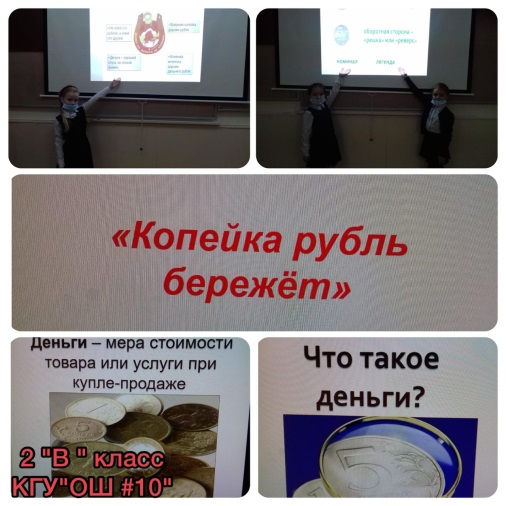 оборотная сторона –
«решка» или «реверс»
номинал легенда
«Копейка рубль
бережёт»
Деньги – мера стоимости
товара или услуги при
купле-продаже
2 "В " класс
КГУ"ОШ #10"
Что такое
деньги?
5